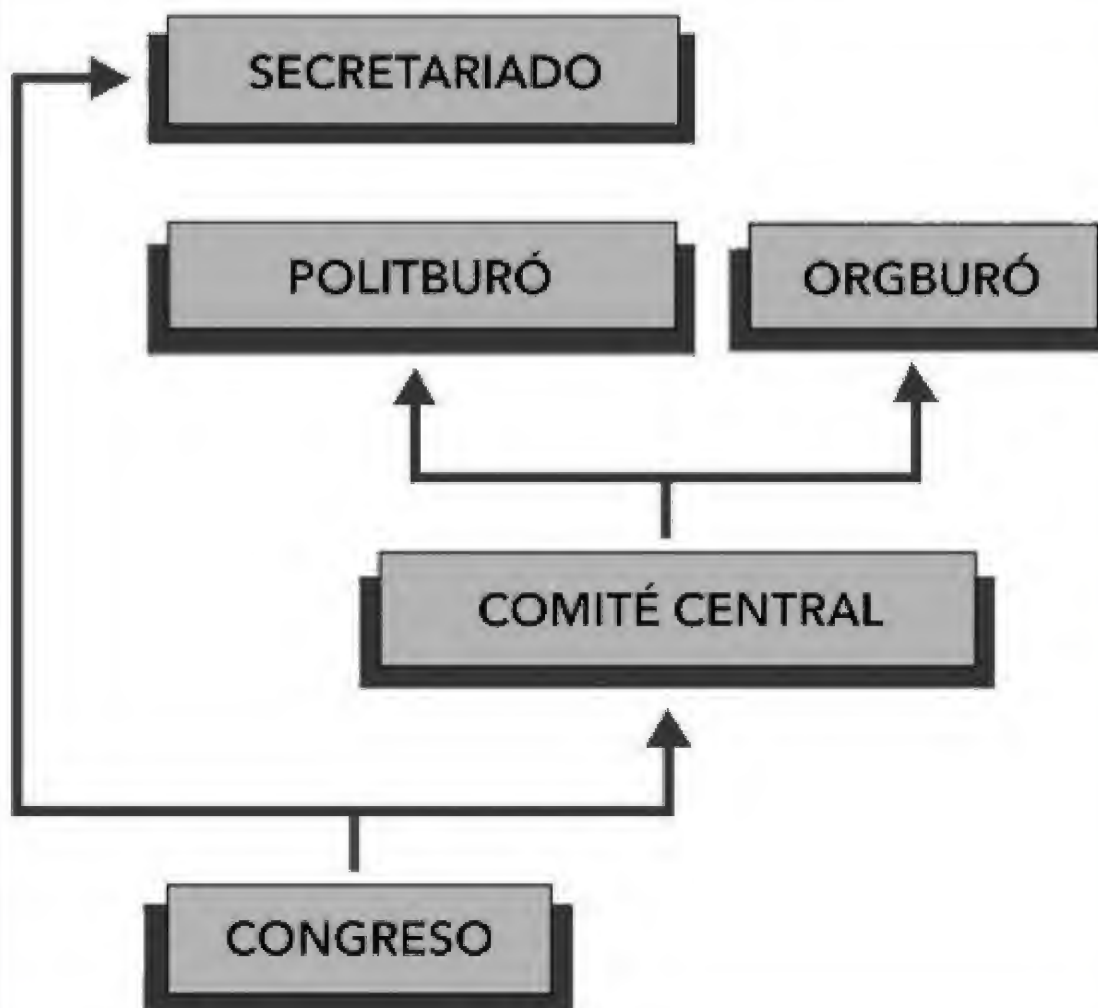 SECRETARIADO
POLITBURÓ
ORGBURÓ
COMITÉ CENTRAL
CONGRESO